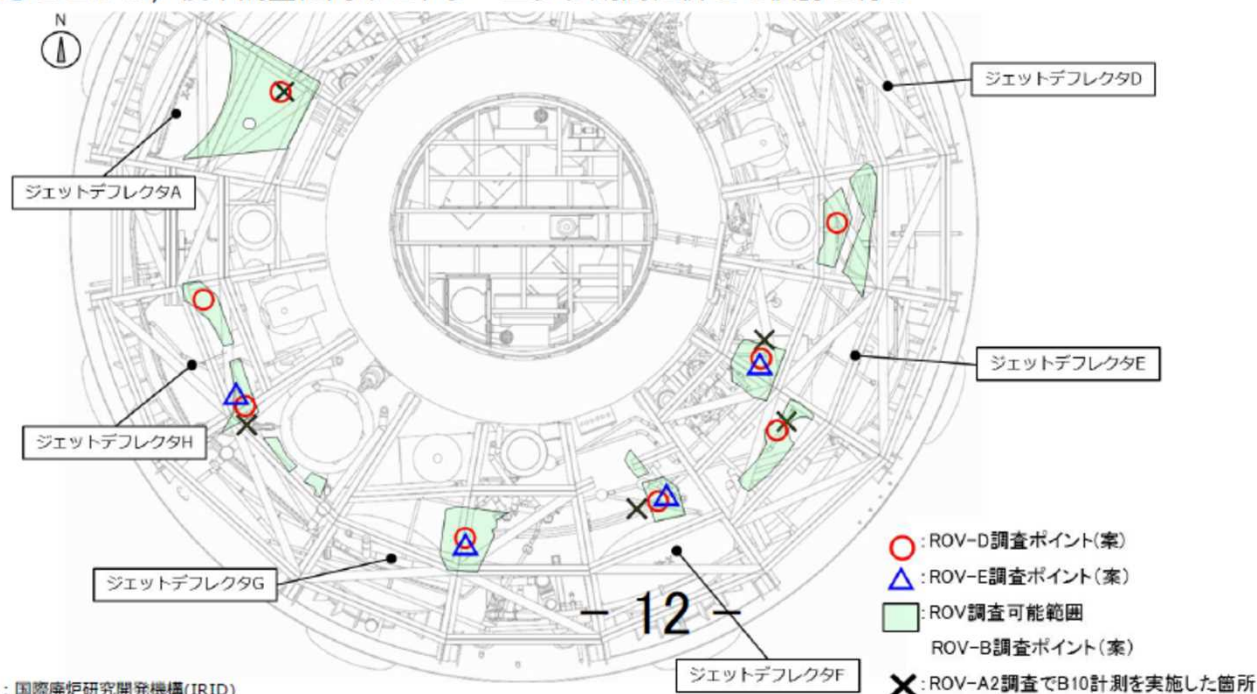 N
ジェットデフレクタD
ジェットデフレクタA
ジェットデフレクタE
ジェットデフレクタH
ジェットデフレクタG
ジェットデフレクタF
- 12 -
:ROV-D調査ポイント(案)
:ROV-E調査ポイント(案)
:ROV調査可能範囲
ROV-B調査ポイント(案)
:ROV-A2調査でB10計測を実施した箇所
:国際廃炉研究開発機構(IRID)